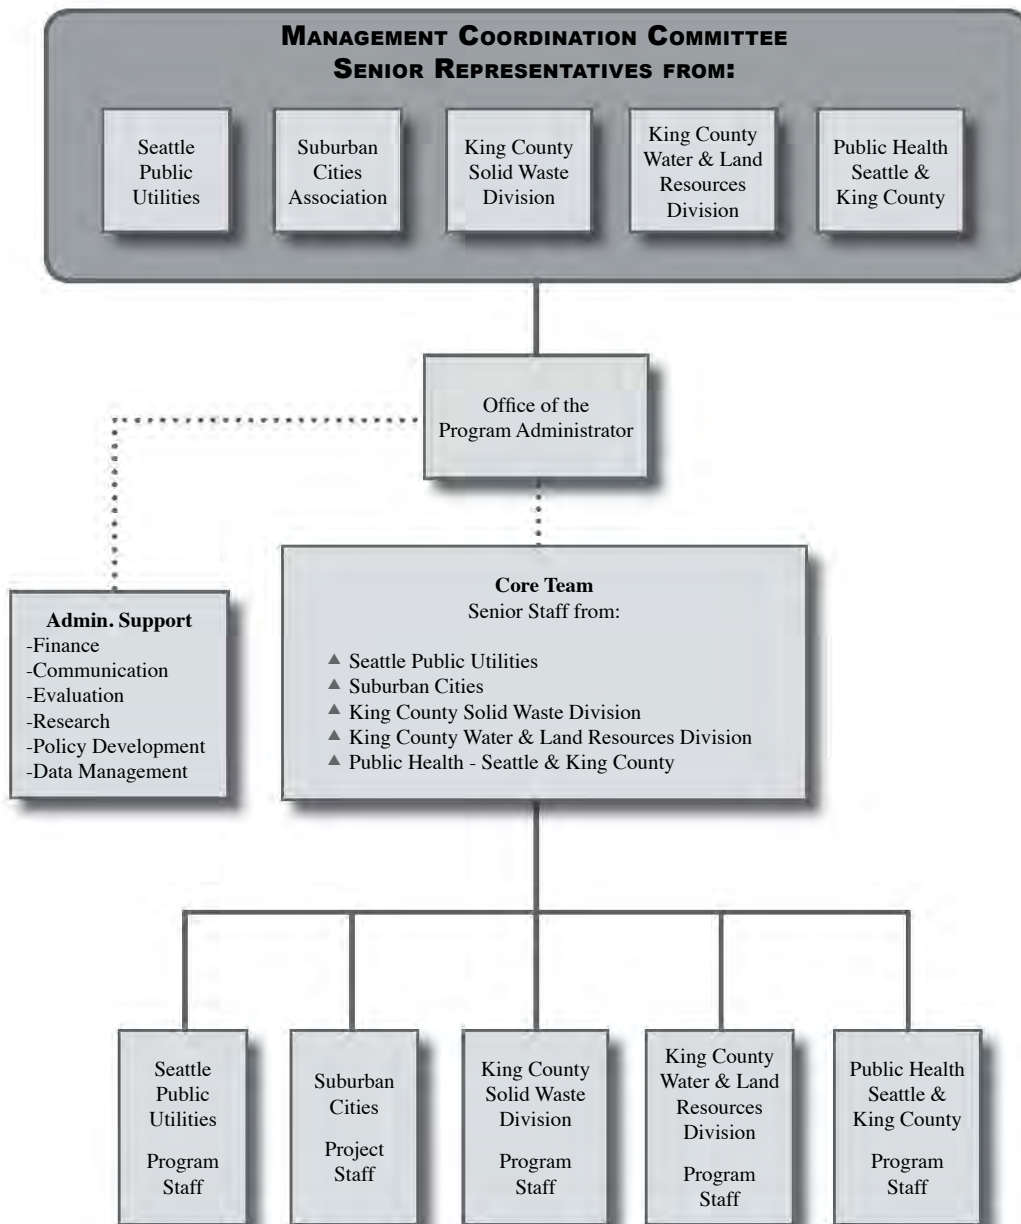 MANAGEMENT COORDINATION COMMITTEE
SENIOR REPRESENTATIVES FROM:
Seattle
Public
Utilities
Suburban
Cities
Association
King County
Solid Waste
Division
King County
Water & Land
Resources
Division
Public Health
Seattle &
King County
Office of the
Program Administrator
Admin. Support
-Finance
-Communication
-Evaluation
-Research
-Policy Development
-Data Management
Core Team
Senior Staff from:
▲ Seattle Public Utilities
▲ Suburban Cities
▲ King County Solid Waste Division
▲ King County Water & Land Resources Division
▲ Public Health - Seattle & King County
Seattle
Public
Utilities
Program
Staff
Suburban
Cities
Project
Staff
King County
Solid Waste
Division
Program
Staff
King County
Water & Land
Resources
Division
Program
Staff
Public Health
Seattle &
King County
Program
Staff